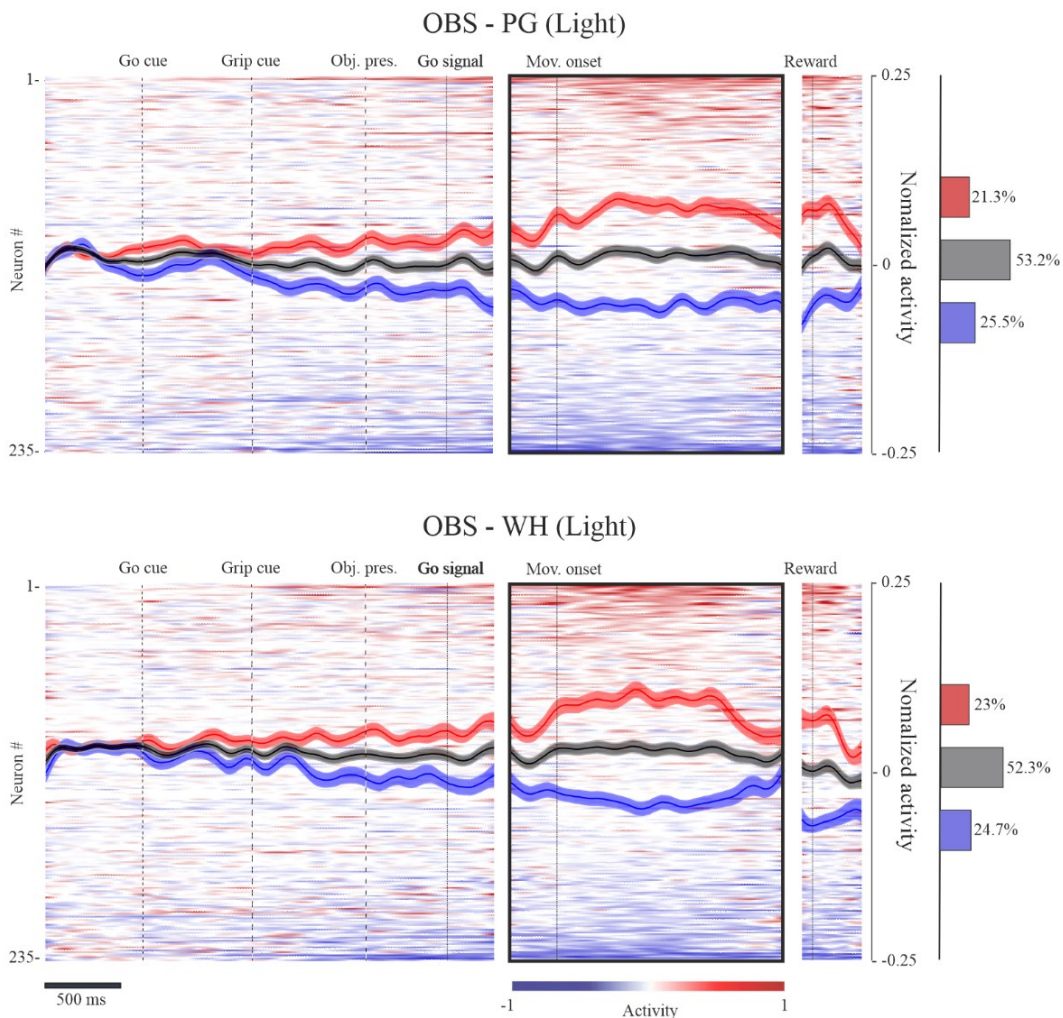 OBS - PG (Light)
Go cue Grip cue Obj. pres. Go signal Mov. onset Reward
1- 0.25
Neuron #
Nomalized activity
21.3%
0 53.2%
25.5%
235- -0.25
OBS - WH (Light)
Go cue Grip cue Obj. pres. Go signal Mov. onset Reward
1- 0.25
Neuron #
Nomalized activity
23%
0 52.3%
24.7%
235- -0.25
500 ms -1 Activity 1